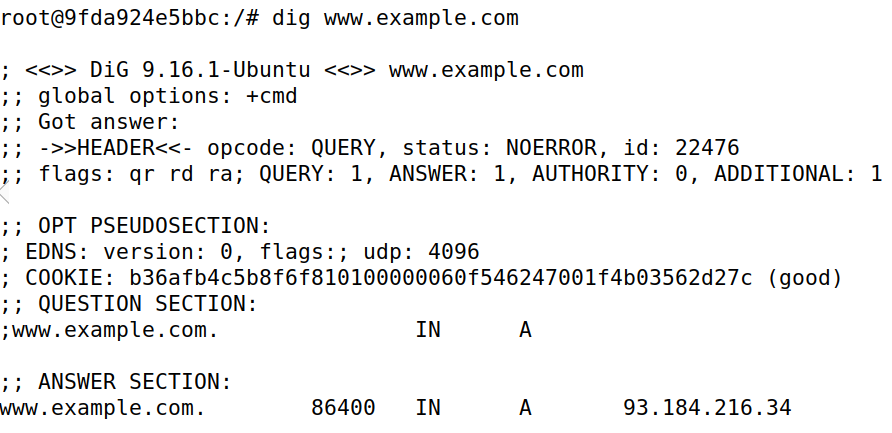 root@9fda924e5bbc:/# dig www.example.com
; <<>> DiG 9.16.1-Ubuntu <<>> www.example.com
;; global options: +cmd
;; Got answer:
;; ->>HEADER<<- opcode: QUERY, status: NOERROR, id: 22476
;; flags: qr rd ra; QUERY: 1, ANSWER: 1, AUTHORITY: 0, ADDITIONAL: 1
;; OPT PSEUDOSECTION:
; EDNS: version: 0, flags:; udp: 4096
; COOKIE: b36afb4c5b8f6f810100000060f546247001f4b03562d27c (good)
;; QUESTION SECTION:
;www.example.com. IN A
;; ANSWER SECTION:
www.example.com. 86400 IN A 93.184.216.34